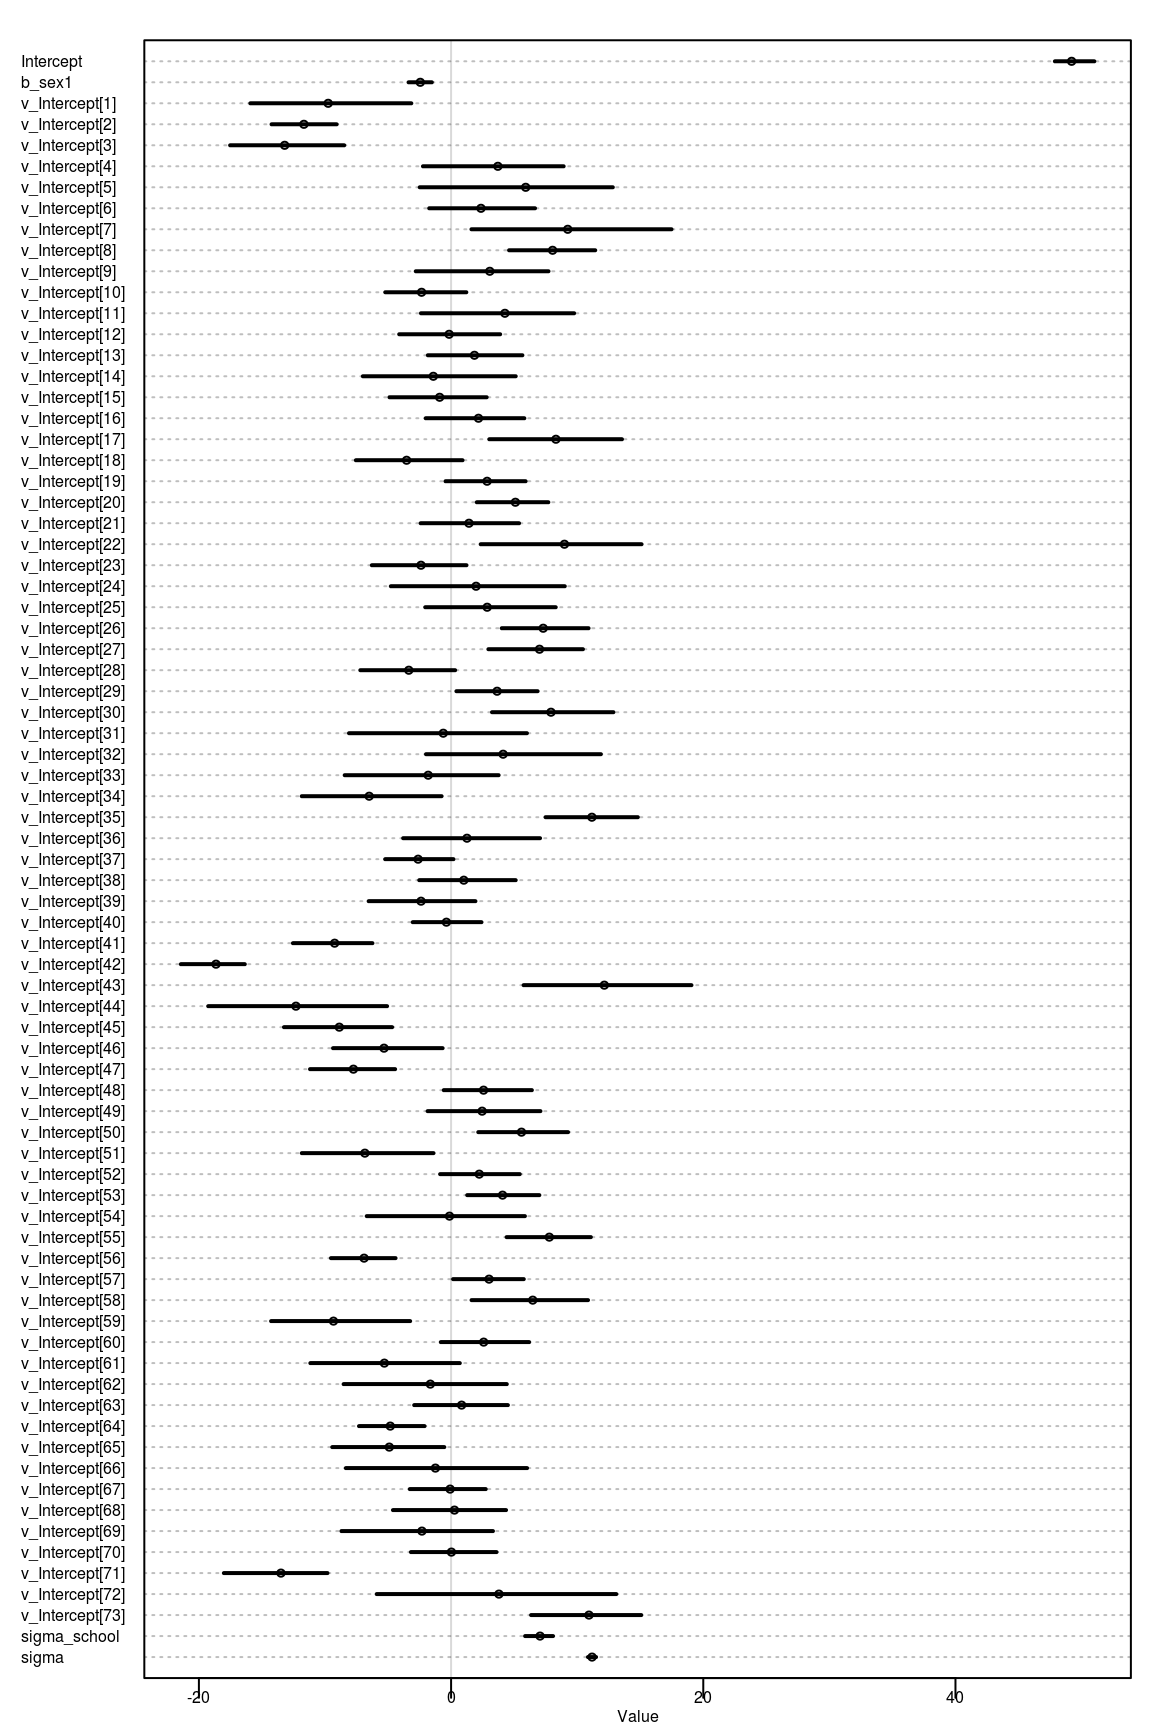 Intercept
b_sex1
v_Intercept[1]
v_Intercept[2]
v_Intercept[3]
v_Intercept[4]
v_Intercept[5]
v_Intercept[6]
v_Intercept[7]
v_Intercept[8]
v_Intercept[9]
v_Intercept[10]
v_Intercept[11]
v_Intercept[12]
v_Intercept[13]
v_Intercept[14]
v_Intercept[15]
v_Intercept[16]
v_Intercept[17]
v_Intercept[18]
v_Intercept[19]
v_Intercept[20]
v_Intercept[21]
v_Intercept[22]
v_Intercept[23]
v_Intercept[24]
v_Intercept[25]
v_Intercept[26]
v_Intercept[27]
v_Intercept[28]
v_Intercept[29]
v_Intercept[30]
v_Intercept[31]
v_Intercept[32]
v_Intercept[33]
v_Intercept[34]
v_Intercept[35]
v_Intercept[36]
v_Intercept[37]
v_Intercept[38]
v_Intercept[39]
v_Intercept[40]
v_Intercept[41]
v_Intercept[42]
v_Intercept[43]
v_Intercept[44]
v_Intercept[45]
v_Intercept[46]
v_Intercept[47]
v_Intercept[48]
v_Intercept[49]
v_Intercept[50]
v_Intercept[51]
v_Intercept[52]
v_Intercept[53]
v_Intercept[54]
v_Intercept[55]
v_Intercept[56]
v_Intercept[57]
v_Intercept[58]
v_Intercept[59]
v_Intercept[60]
v_Intercept[61]
v_Intercept[62]
v_Intercept[63]
v_Intercept[64]
v_Intercept[65]
v_Intercept[66]
v_Intercept[67]
v_Intercept[68]
v_Intercept[69]
v_Intercept[70]
v_Intercept[71]
v_Intercept[72]
v_Intercept[73]
sigma_school
sigma
-20 0 20 40
Value